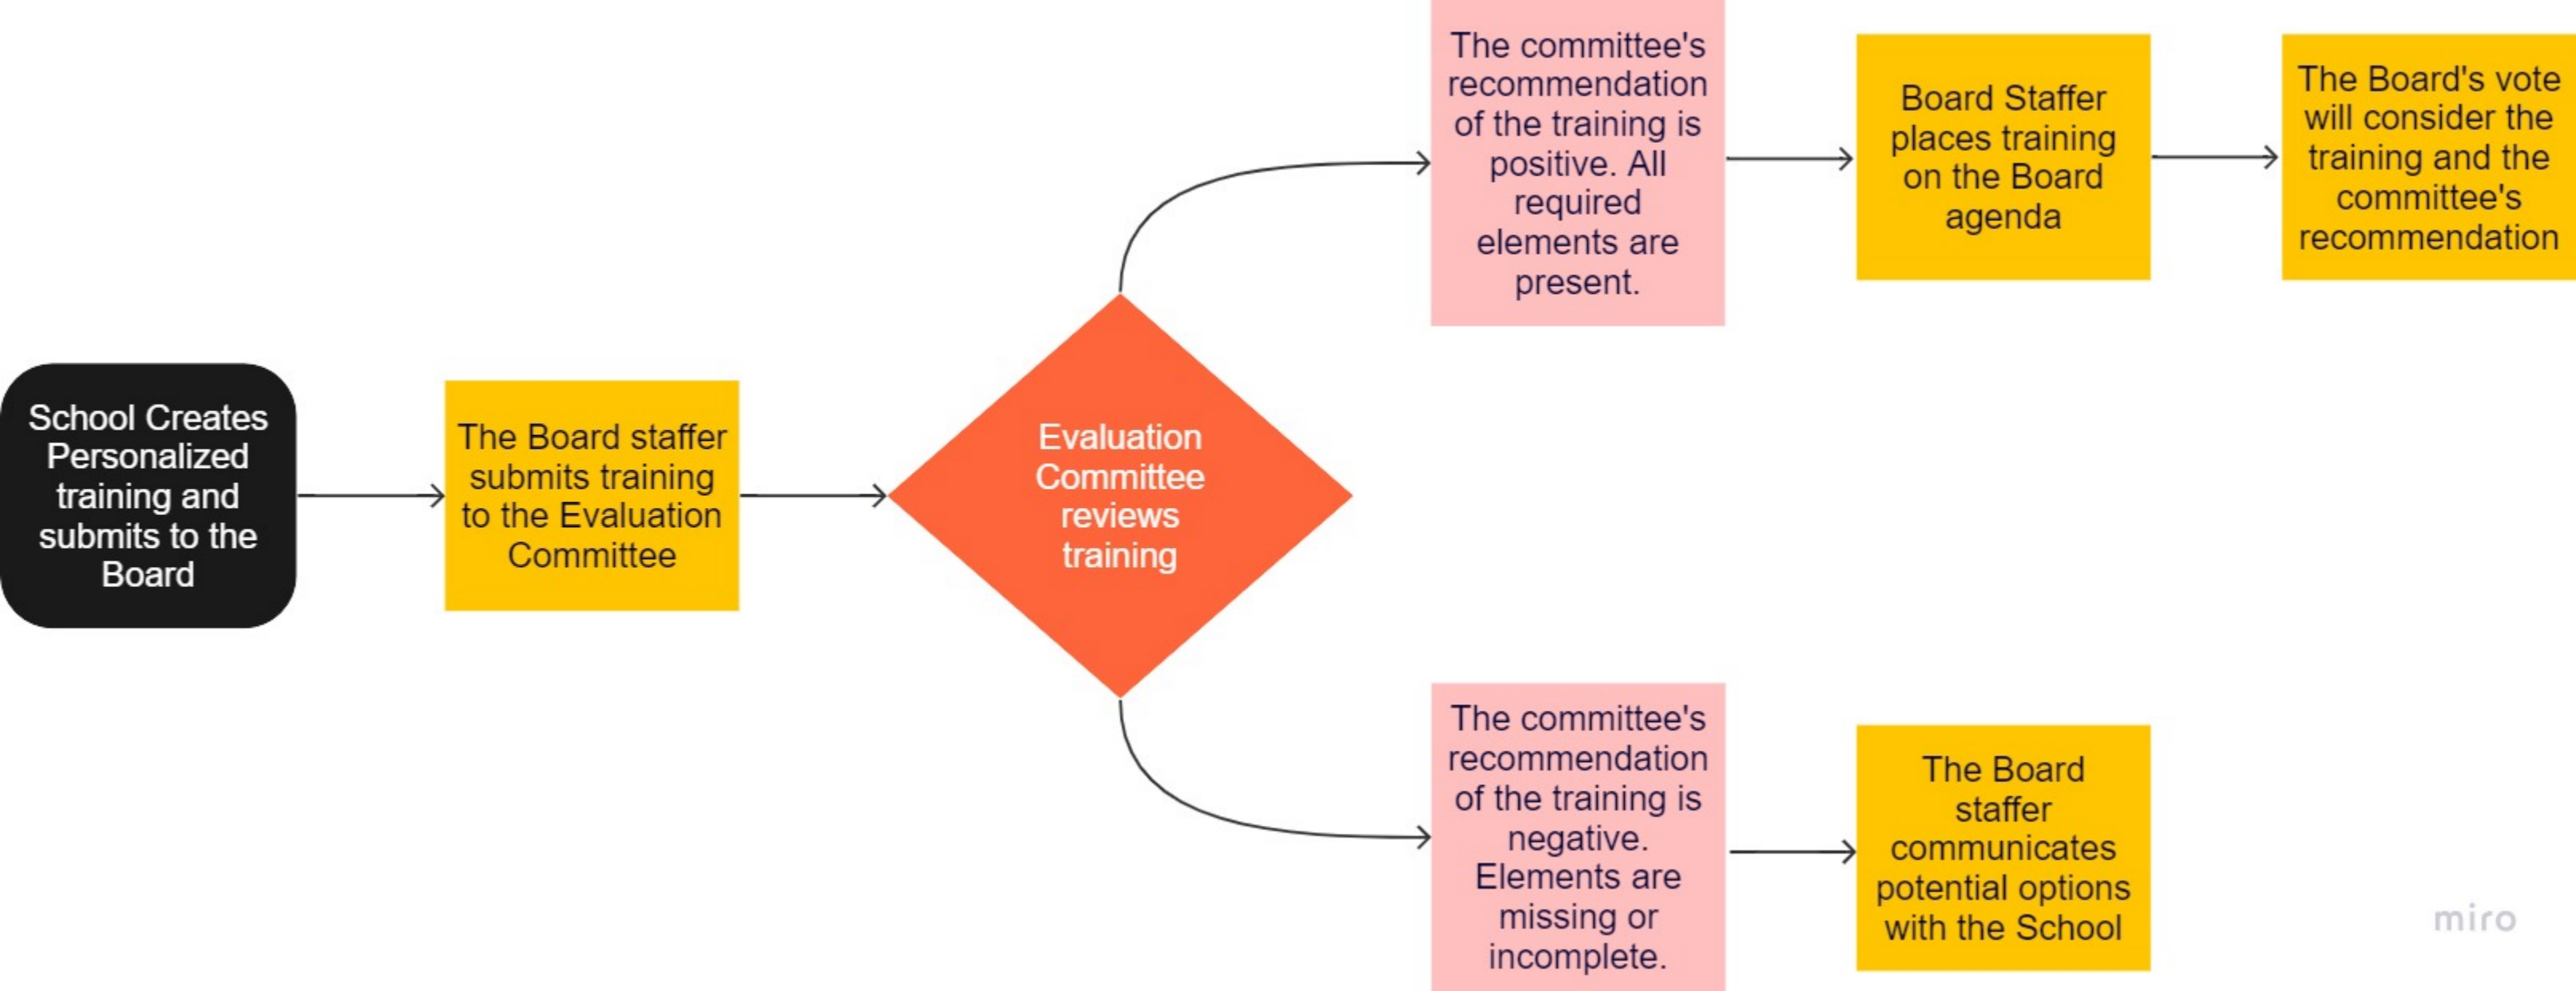 School Creates
Personalized
training and
submits to the
Board
The Board staffer
submits training
to the Evaluation
Committee
Evaluation
Committee
reviews
training
The committee's
recommendation
of the training is
positive. All
required
elements are
present.
Board Staffer
places training
on the Board
agenda
The Board's vote
will consider the
training and the
committee's
recommendation
The committee's
recommendation
of the training is
negative.
Elements are
missing or
incomplete.
The Board
staffer
communicates
potential options
with the School
miro